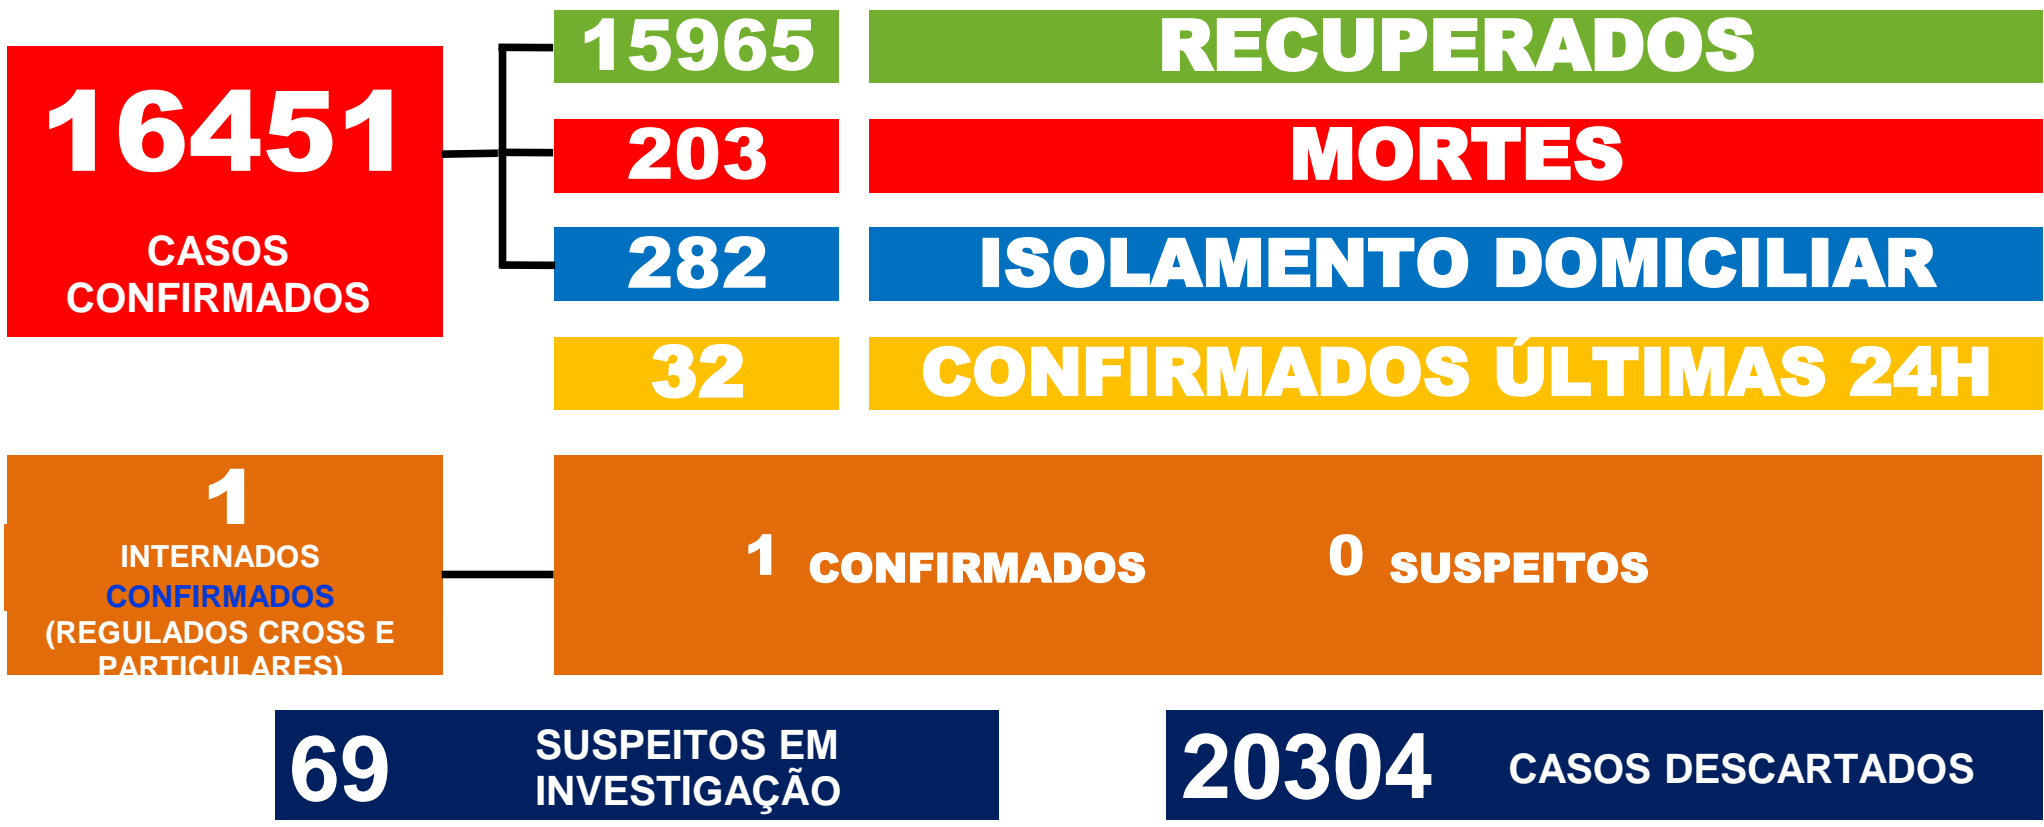 16451
CASOS
CONFIRMADOS
15965 RECUPERADOS
203 MORTES
282 ISOLAMENTO DOMICILIAR
32 CONFIRMADOS ÚLTIMAS 24H
1
INTERNADOS
CONFIRMADOS
(REGULADOS CROSS E
PARTICULARES)
1 CONFIRMADOS 0 SUSPEITOS
69 SUSPEITOS EM
INVESTIGAÇÃO
20304 CASOS DESCARTADOS